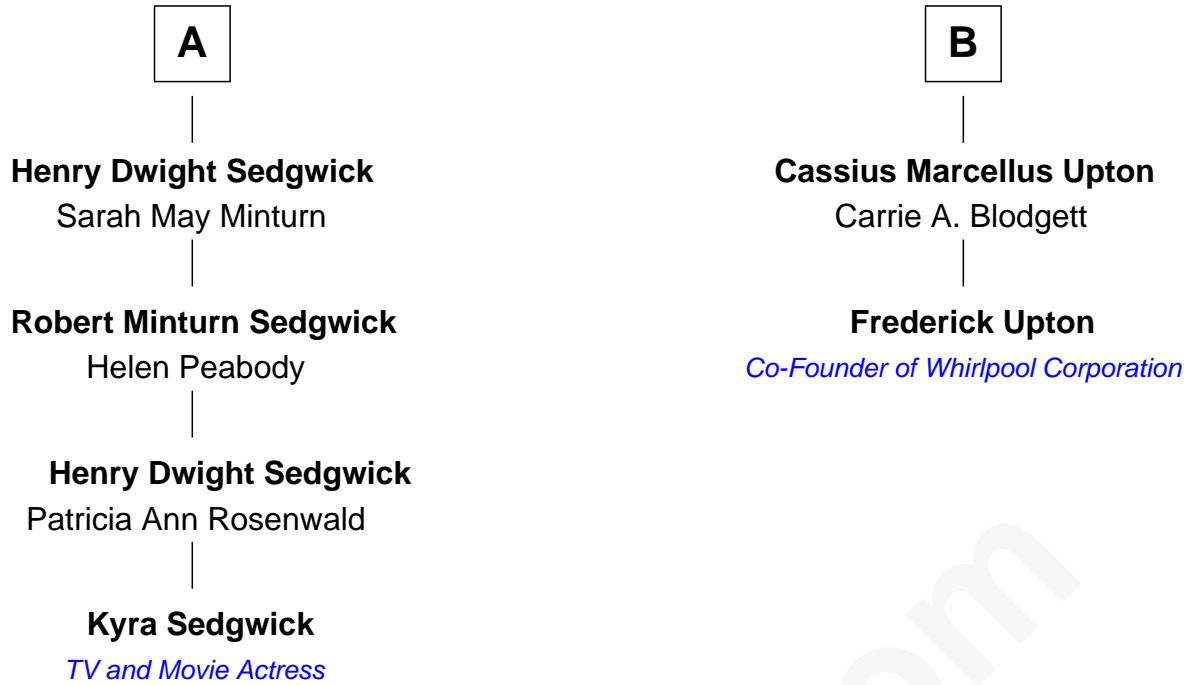 A
Henry Dwight Sedgwick
Sarah May Minturn
Robert Minturn Sedgwick
Helen Peabody
Henry Dwight Sedgwick
Patricia Ann Rosenwald
Kyra Sedgwick
TV and Movie Actress
B
Cassius Marcellus Upton
Carrie A. Blodgett
Frederick Upton
Co-Founder of Whirlpool Corporation
om